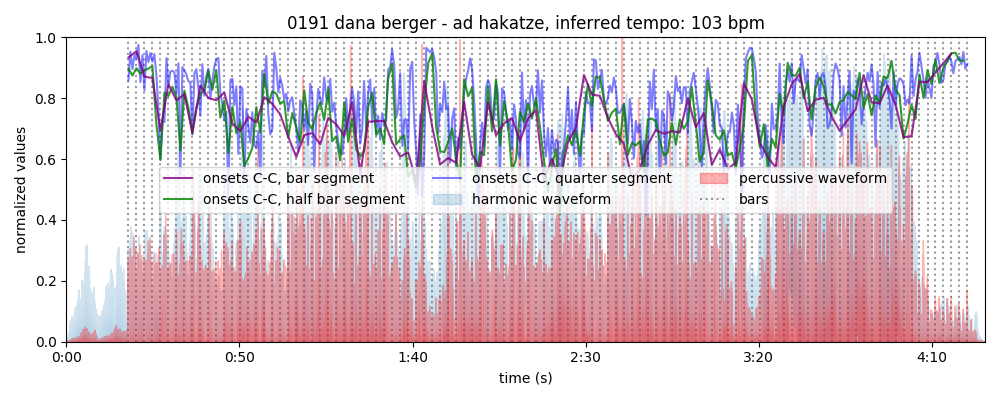 0191 dana berger - ad hakatze, inferred tempo: 103 bpm
normalized values
1.0
0.8
0.6
0.4
0.2
0.0
onsets C-C, bar segment
onsets C-C, half bar segment
onsets C-C, quarter segment
harmonic waveform
percussive waveform
bars
0:00 0:50 1:40 2:30 3:20 4:10
time (s)